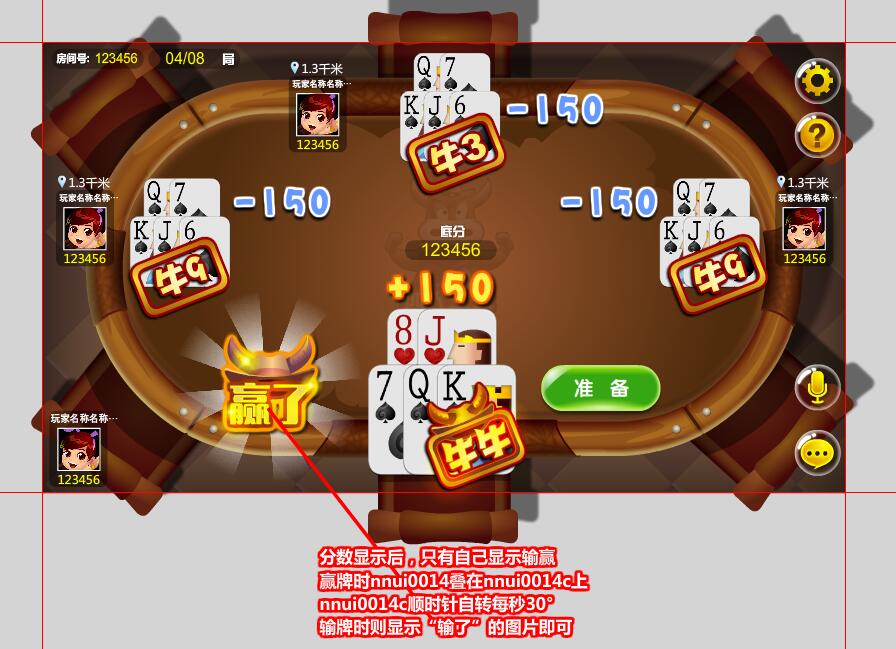 房间号: 123456
04/08 局
1.3千米
玩家名称名称…
123456
Q 7
K J 6
牛3
-150
1.3千米
玩家名称名称…
123456
Q 7
K J 6
牛9
-150
-150
Q 7
K J 6
牛9
1.3千米
玩家名称名称…
123456
底分
123456
+150
8 J
7 Q K
牛牛
赢了
准 备
玩家名称名称…
123456
分数显示后，只有自己显示输赢
赢牌时nnui0014叠在nnui0014c上
nnui0014c顺时针自转每秒30°
输牌时则显示“输了”的图片即可